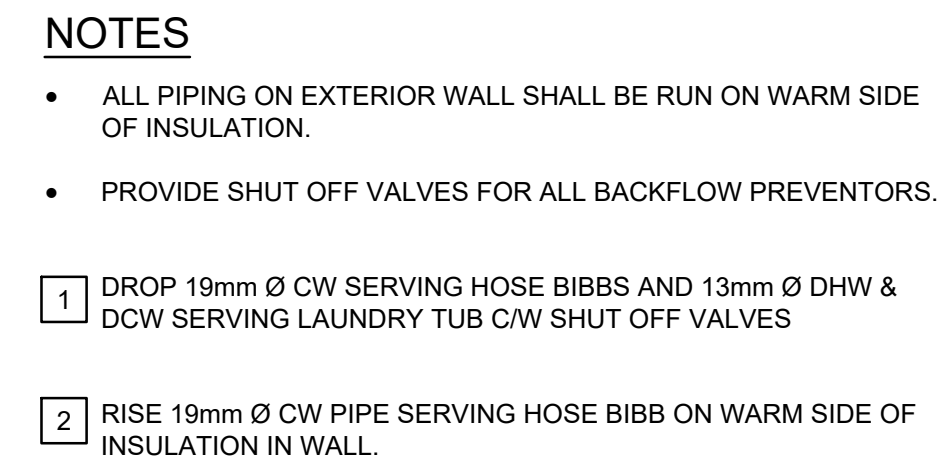 NOTES
• ALL PIPING ON EXTERIOR WALL SHALL BE RUN ON WARM SIDE
OF INSULATION.
• PROVIDE SHUT OFF VALVES FOR ALL BACKFLOW PREVENTORS.
1 DROP 19mm Ø CW SERVING HOSE BIBBS AND 13mm Ø DHW &
DCW SERVING LAUNDRY TUB C/W SHUT OFF VALVES
2 RISE 19mm Ø CW PIPE SERVING HOSE BIBB ON WARM SIDE OF
INSULATION IN WALL.